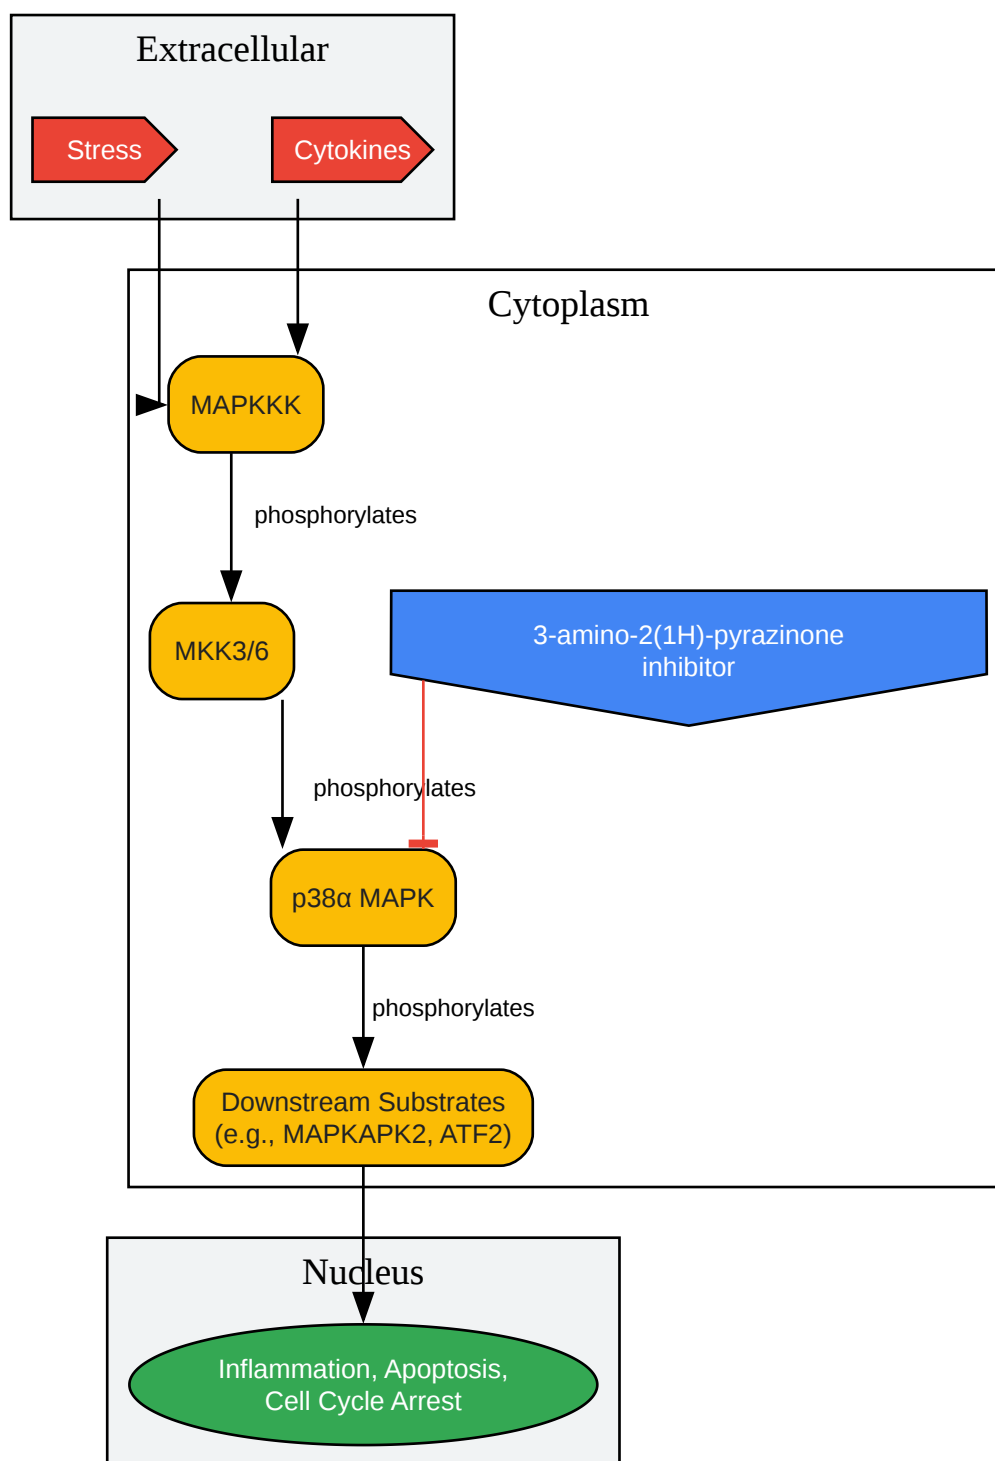 Extracellular
Stress
Cytokines
Cytoplasm
MAPKKK
phosphorylates
MKK3/6
3-amino-2(1H)-pyrazinone
inhibitor
phosphorylates
p38α MAPK
phosphorylates
Downstream Substrates
(e.g., MAPKAPK2, ATF2)
Nucleus
Inflammation, Apoptosis,
Cell Cycle Arrest